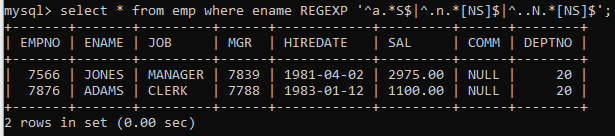 mysql> select * from emp where ename REGEXP '^a.*S$|^.n.*[NS]$|^..N.*[NS]$';
+-------+-------+---------+------+------------+---------+------+--------+
| EMPNO | ENAME | JOB     | MGR  | HIREDATE   | SAL     | COMM | DEPTNO |
+-------+-------+---------+------+------------+---------+------+--------+
|  7566 | JONES | MANAGER | 7839 | 1981-04-02 | 2975.00 | NULL |     20 |
|  7876 | ADAMS | CLERK   | 7788 | 1983-01-12 | 1100.00 | NULL |     20 |
+-------+-------+---------+------+------------+---------+------+--------+
2 rows in set (0.00 sec)